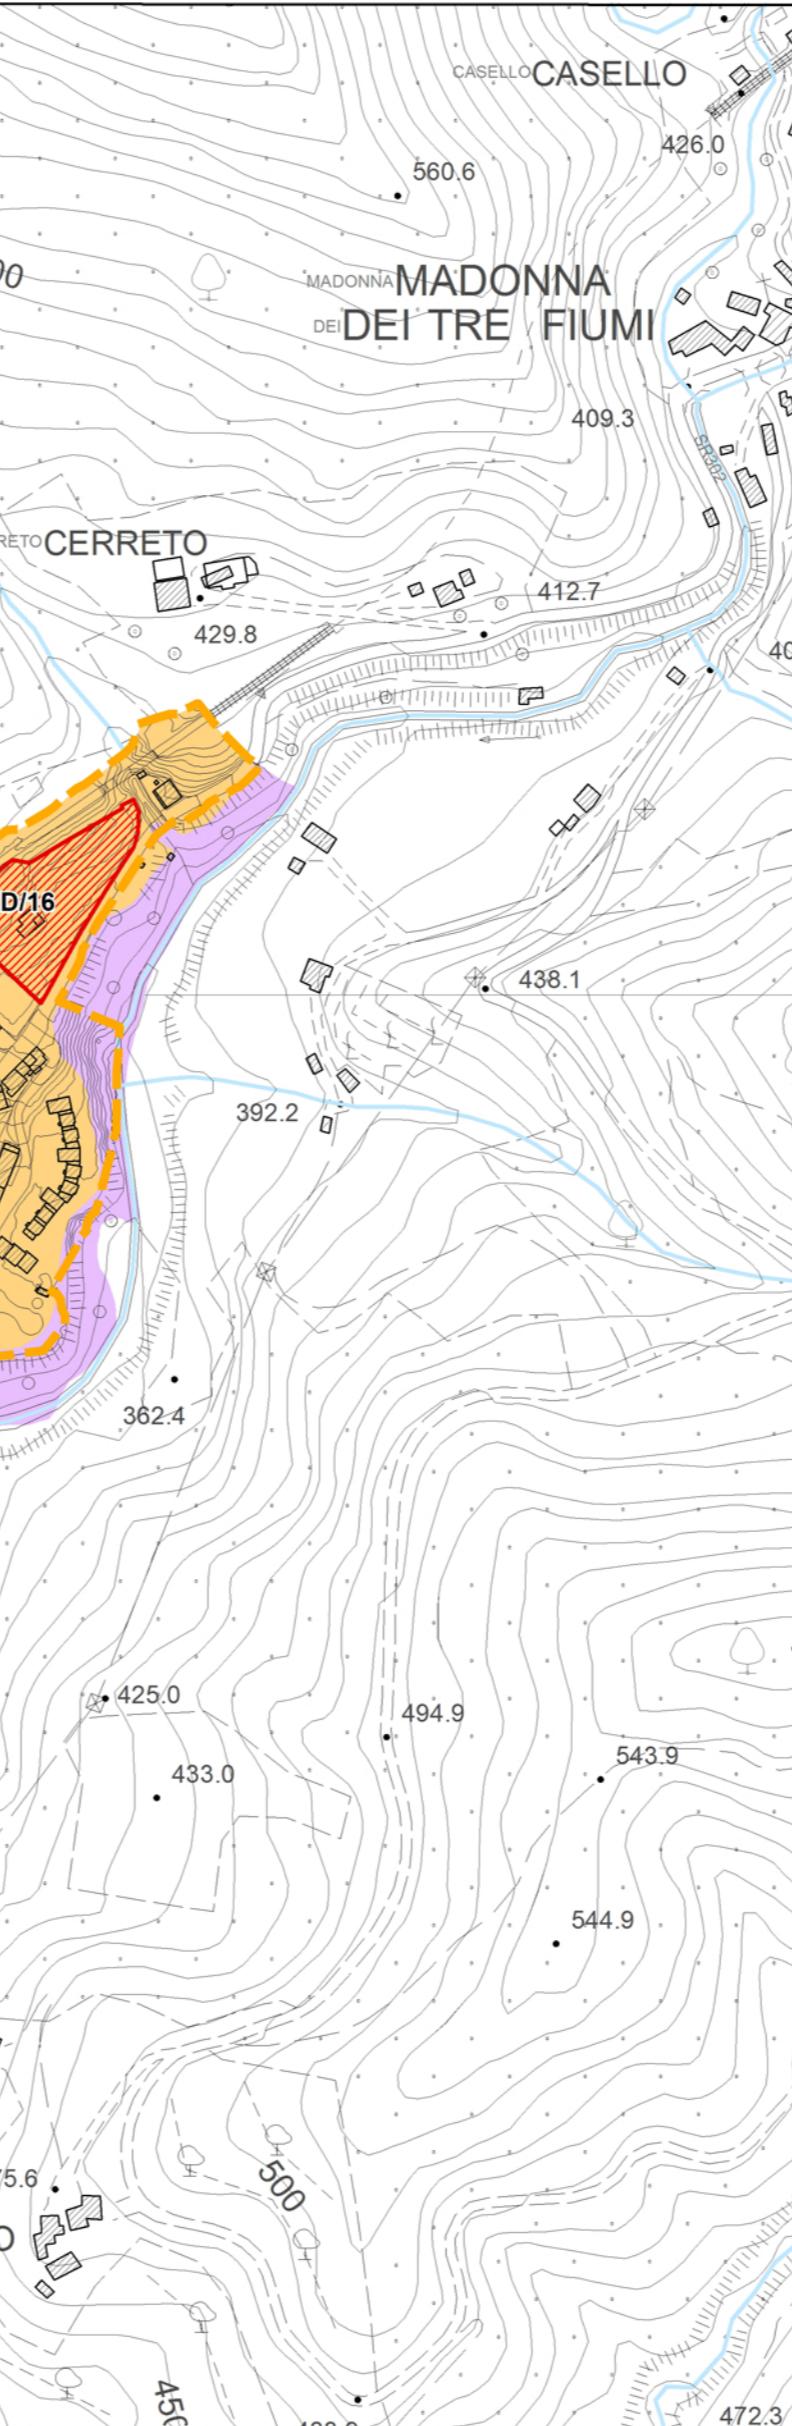 CASELLO CASELLO
426.0
560.6
MADONNA MADONNA
DEI DEI TRE FIUMI
409.3
SR302
CERRETO
412.7
429.8
D/16
438.1
392.2
362.4
425.0
494.9
433.0
543.9
544.9
500
472.3